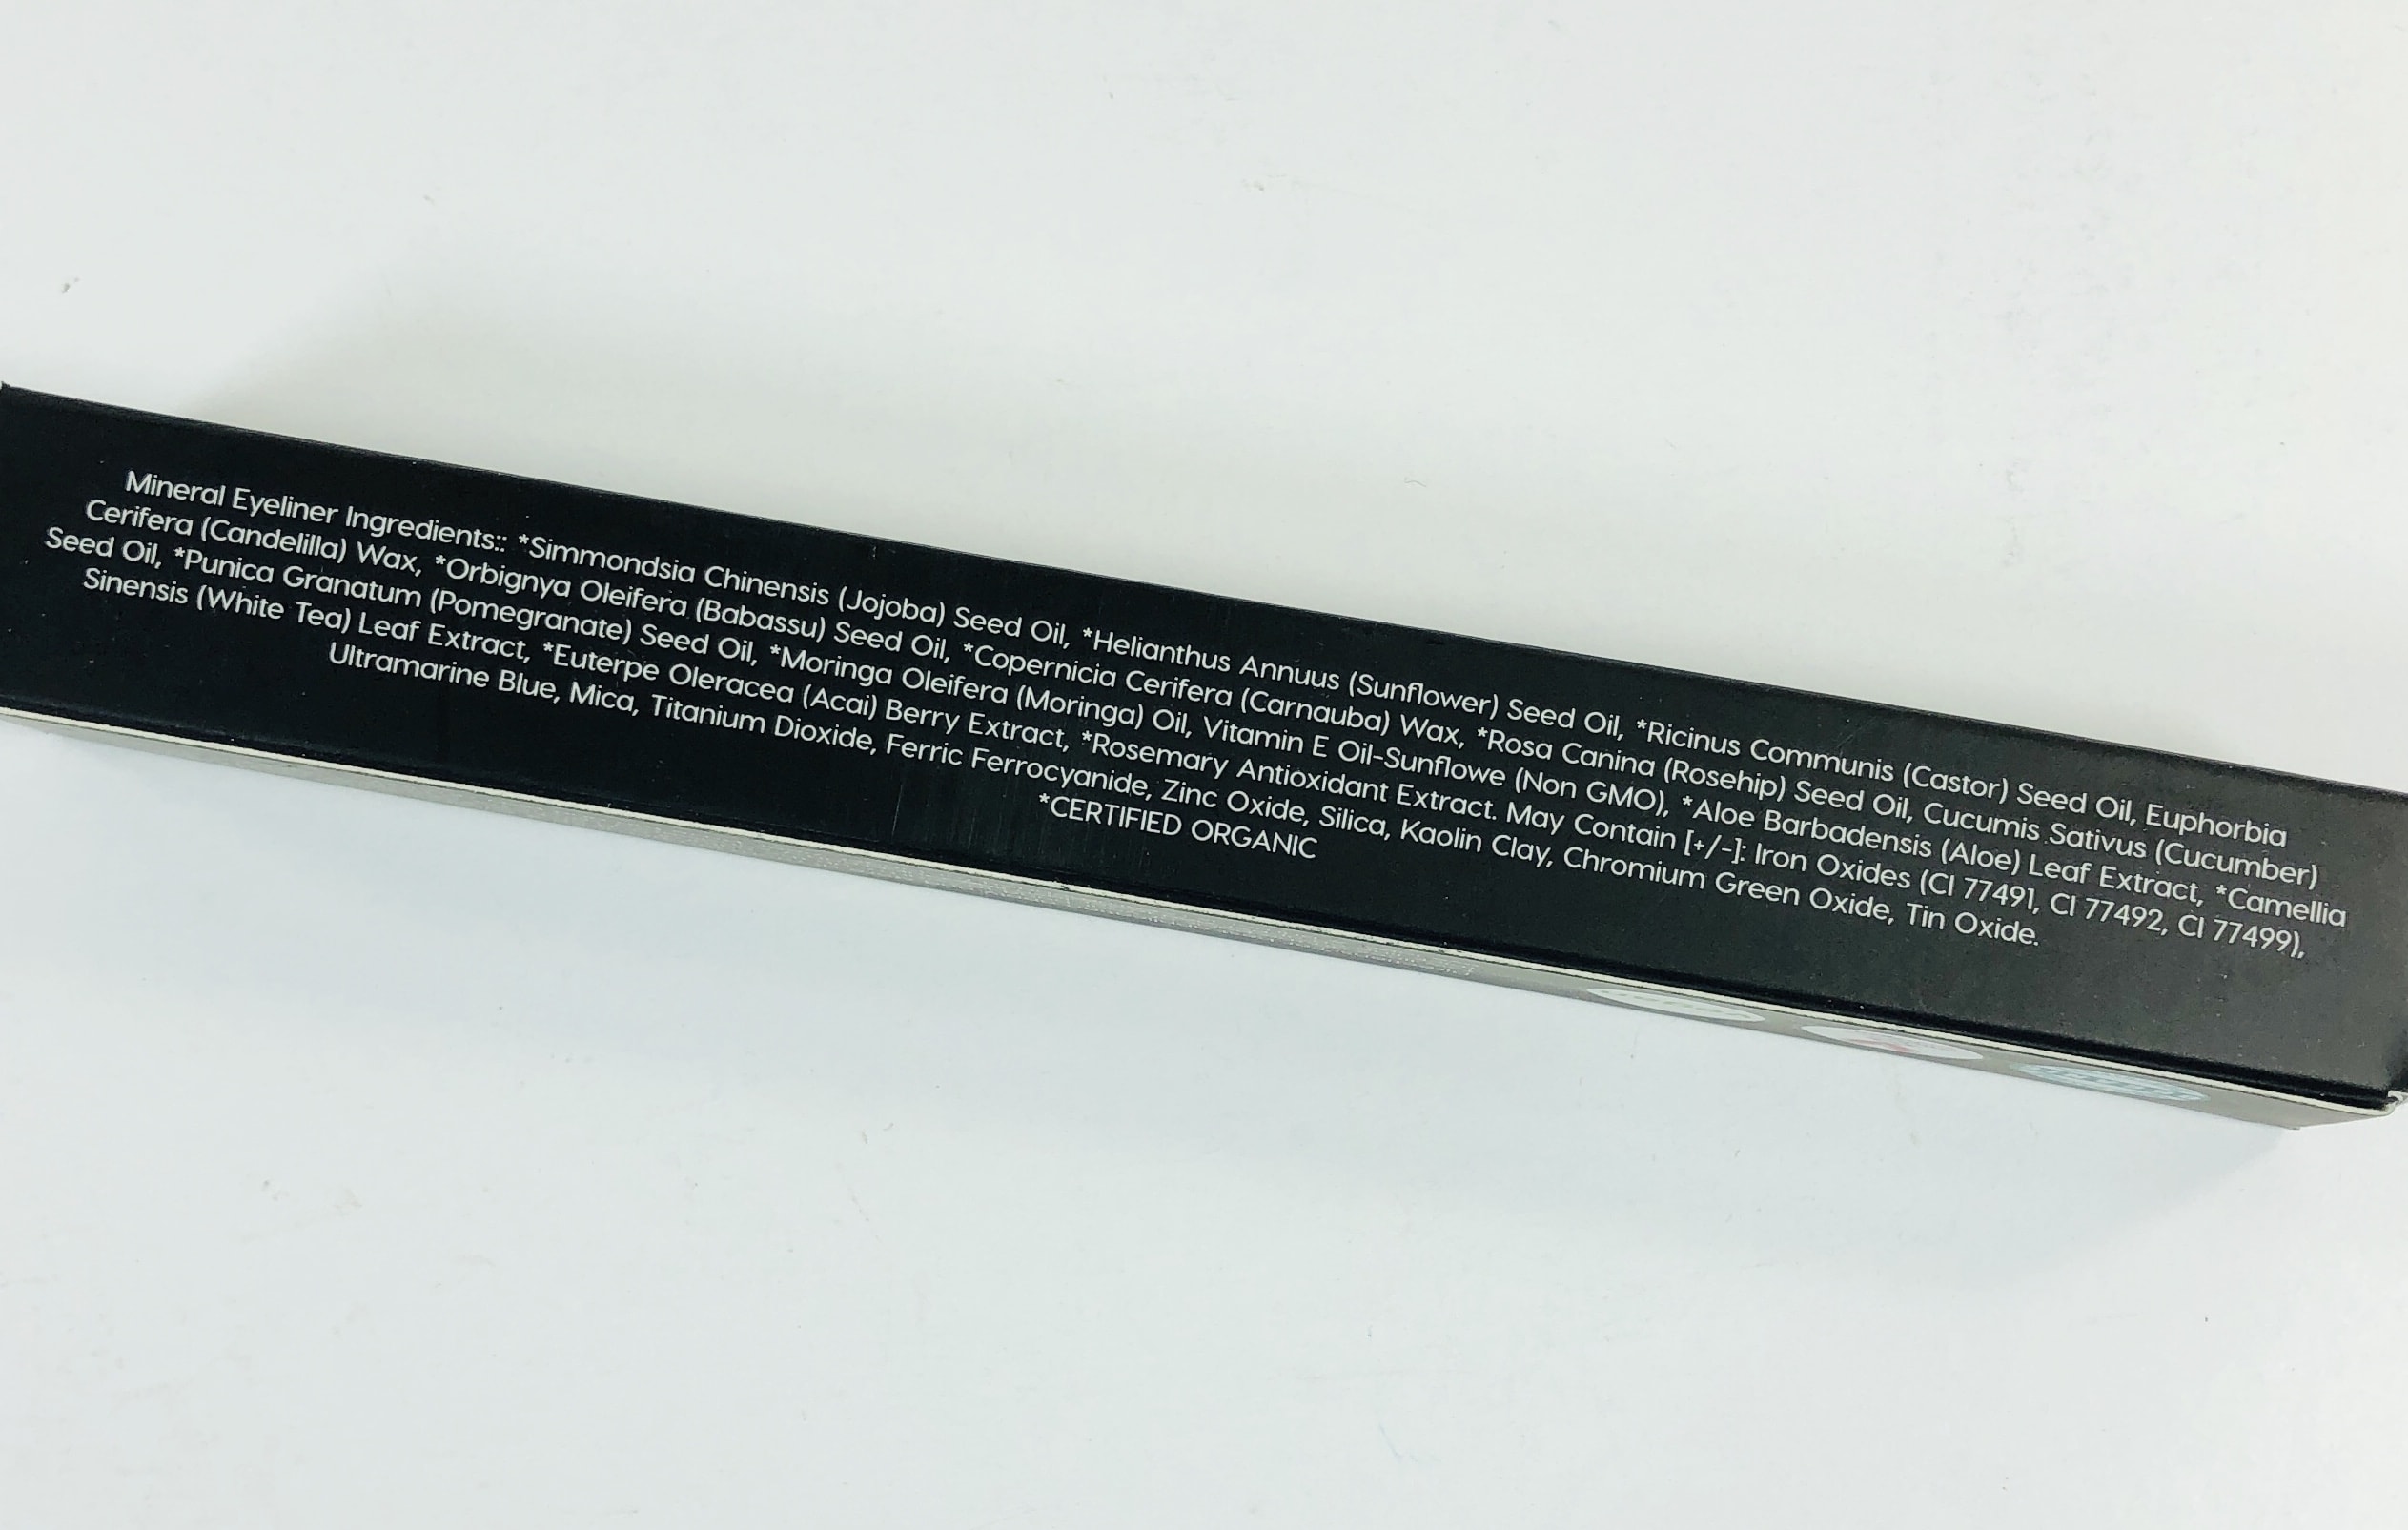 Mineral Eyeliner Ingredients:: *Simmondsia Chinensis (Jojoba) Seed Oil, *Helianthus Annuus (Sunflower) Seed Oil, *Ricinus Communis (Castor) Seed Oil, Euphorbia
Cerifera (Candelilla) Wax, *Orbignya Oleifera (Babassu) Seed Oil, *Copernicia Cerifera (Carnauba) Wax, *Rosa Canina (Rosehip) Seed Oil, Cucumis Sativus (Cucumber)
Seed Oil, *Punica Granatum (Pomegranate) Seed Oil, *Moringa Oleifera (Moringa) Oil, Vitamin E Oil-Sunflowe (Non GMO), *Aloe Barbadensis (Aloe) Leaf Extract, *Camellia
Sinensis (White Tea) Leaf Extract, *Euterpe Oleracea (Acai) Berry Extract, *Rosemary Antioxidant Extract. May Contain [+/-]: Iron Oxides (CI 77491, CI 77492, CI 77499),
Ultramarine Blue, Mica, Titanium Dioxide, Ferric Ferrocyanide, Zinc Oxide, Silica, Kaolin Clay, Chromium Green Oxide, Tin Oxide.
*CERTIFIED ORGANIC